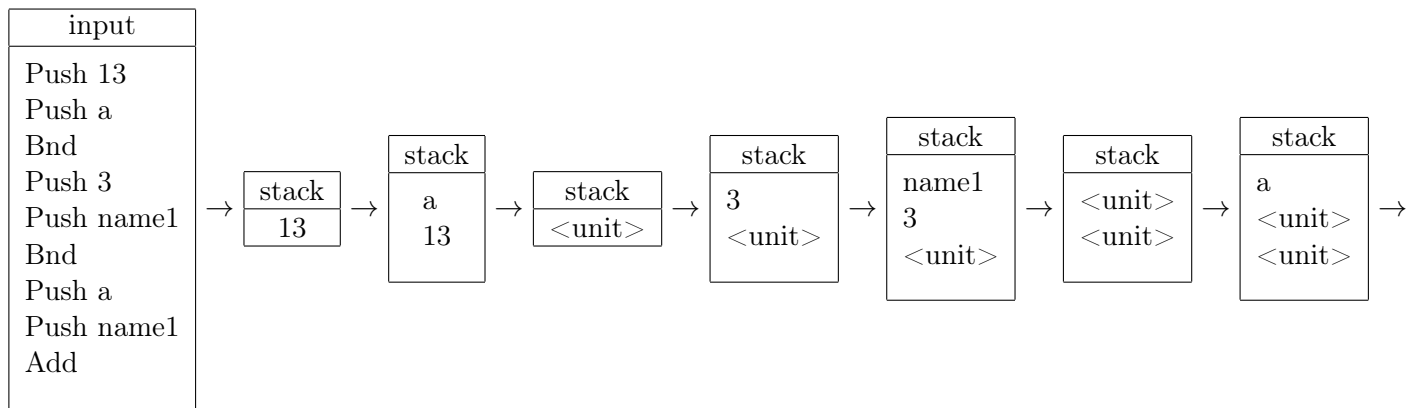 input
Push 13
Push a
Bnd
Push 3
Push name1
Bnd
Push a
Push name1
Add
→
stack
13
→
stack
a
13
→
stack
<unit>
→
stack
3
<unit>
→
stack
name1
3
<unit>
→
stack
<unit>
<unit>
→
stack
a
<unit>
<unit>
→